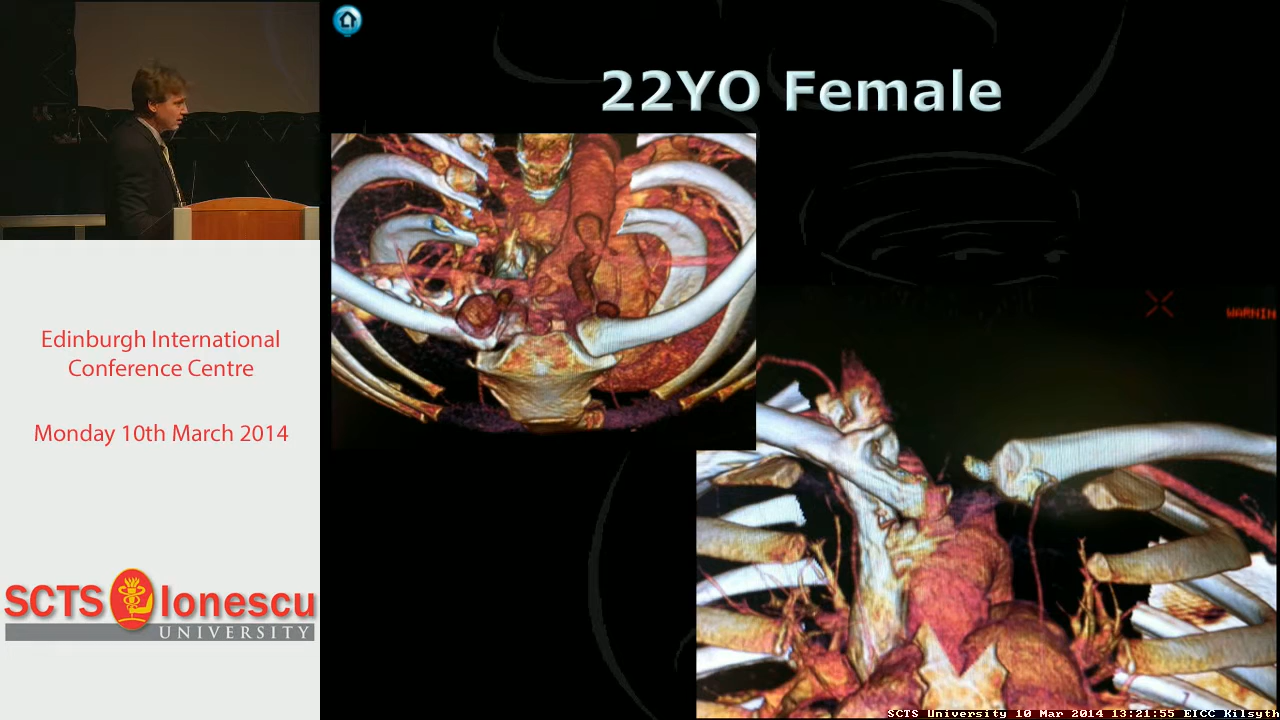 22YO Female
WARNIN
Edinburgh International
Conference Centre
Monday 10th March 2014
SCTS Ionescu
UNIVERSITY
SCTS University 10 Mar 2014 13:21:55 EICC Kilsyth